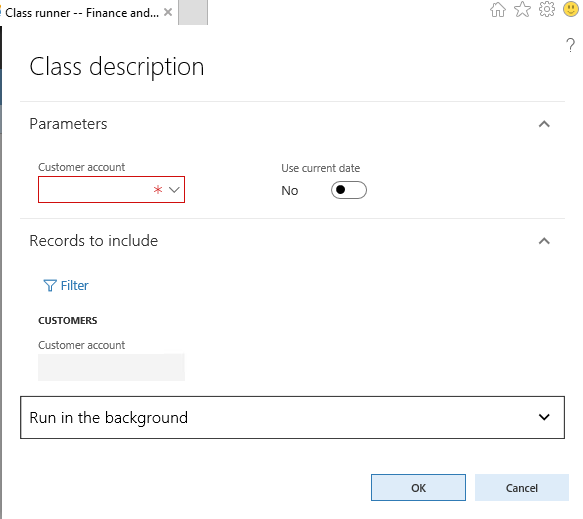 Class runner -- Finance and...
?
Class description
Parameters
Customer account
Use current date
*
No
Records to include
Filter
CUSTOMERS
Customer account
Run in the background
OK
Cancel